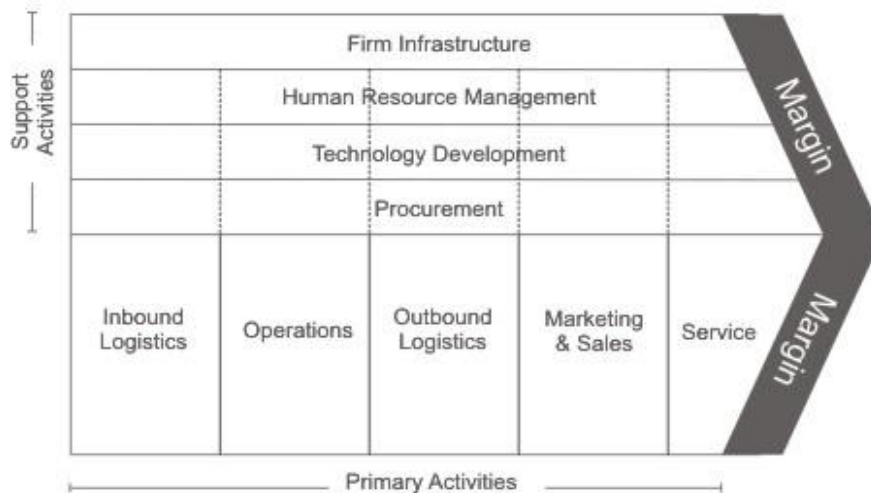 Support
Activities
Firm Infrastructure
Human Resource Management
Technology Development
Procurement
Margin
Inbound
Logistics
Operations
Outbound
Logistics
Marketing
& Sales
Service
Margin
Primary Activities